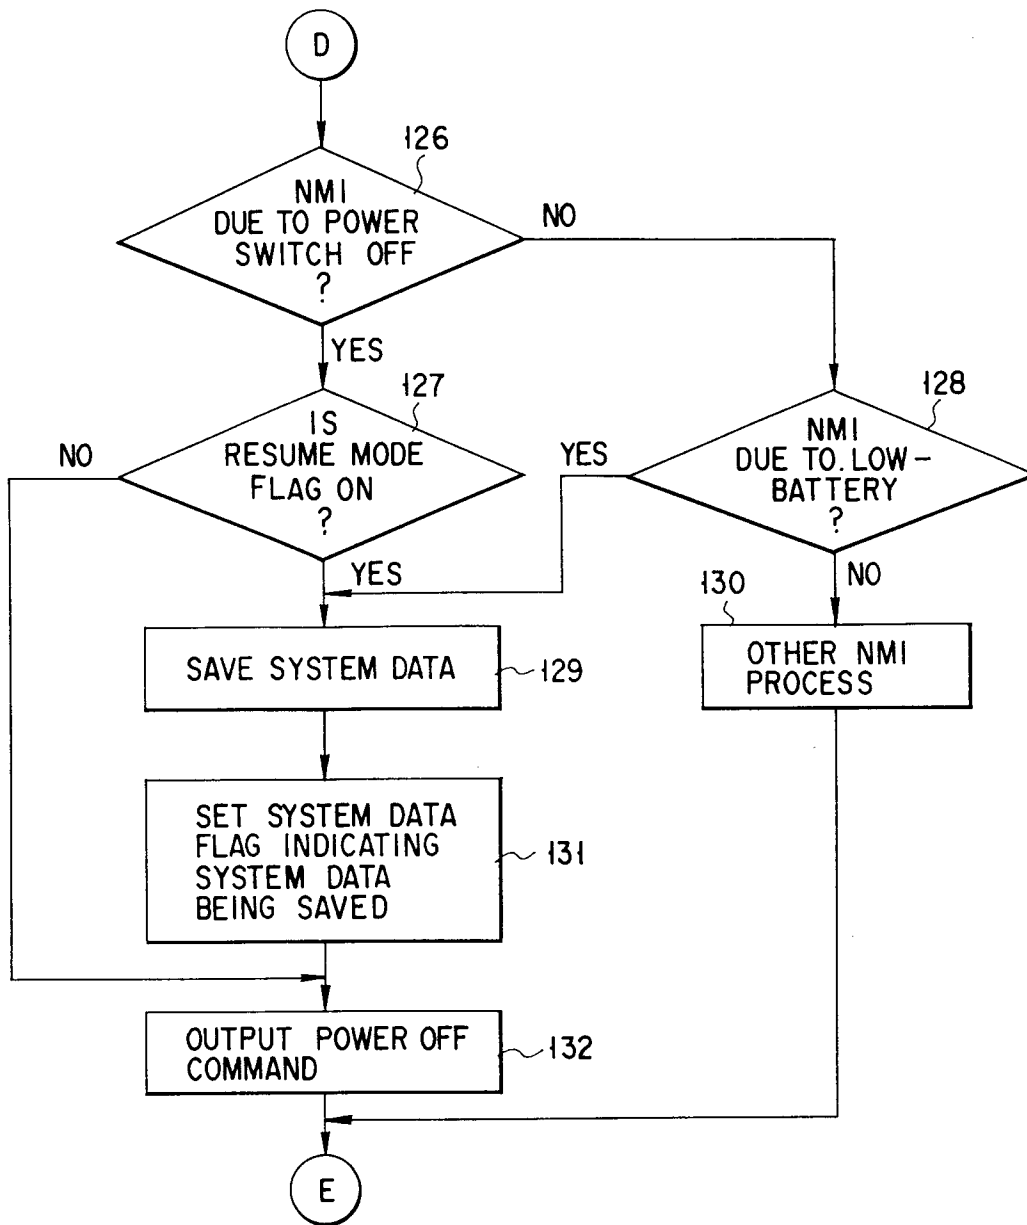 D
126
NMI
DUE TO POWER
SWITCH OFF
?
NO
YES
127
IS
RESUME MODE
FLAG ON
?
NO
YES
128
NMI
DUE TO.LOW-
BATTERY
?
YES
NO
SAVE SYSTEM DATA
129
130
OTHER NMI
PROCESS
SET SYSTEM DATA
FLAG INDICATING
SYSTEM DATA
BEING SAVED
131
OUTPUT POWER OFF
COMMAND
132
E